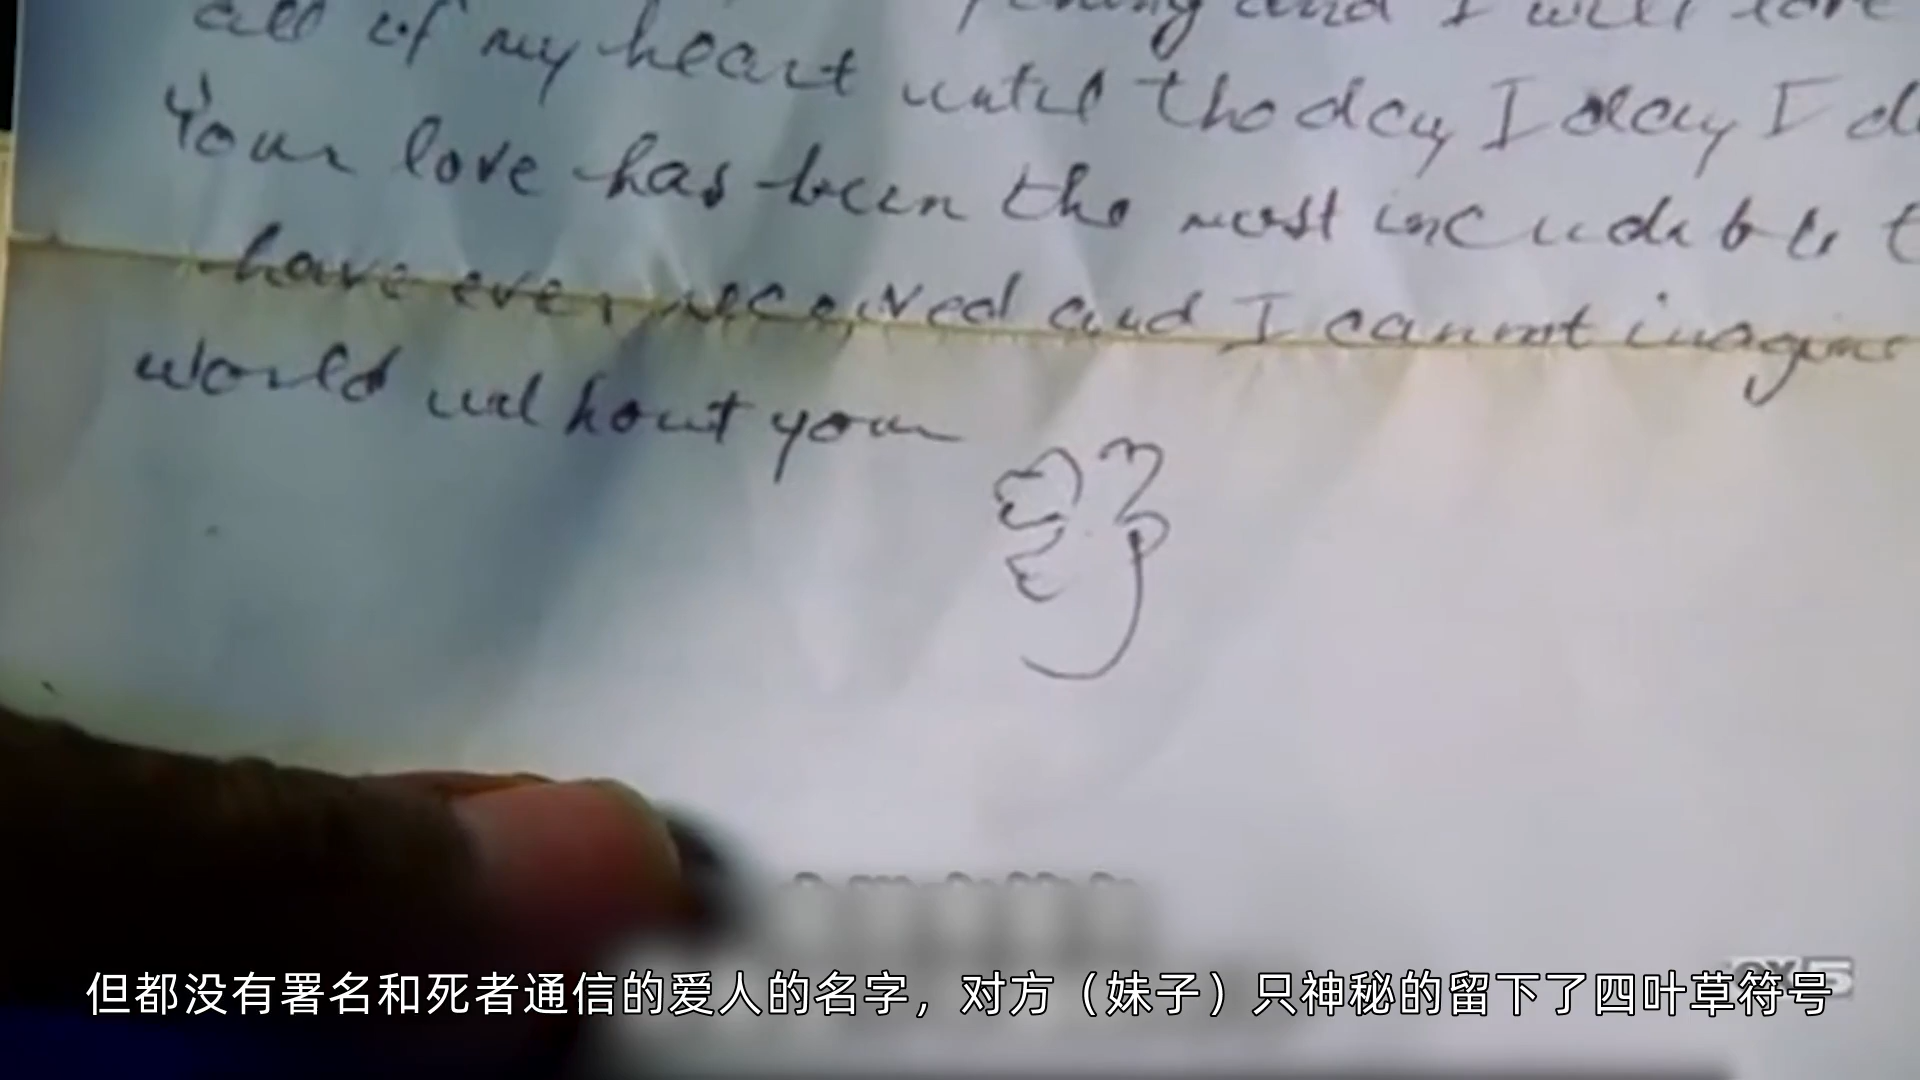 all of my heart until the day I day I d
Your love has been the most incudable t
have ever received and I cannot imagine
world without your
但都没有署名和死者通信的爱人的名字，对方（妹子）只神秘的留下了四叶草符号